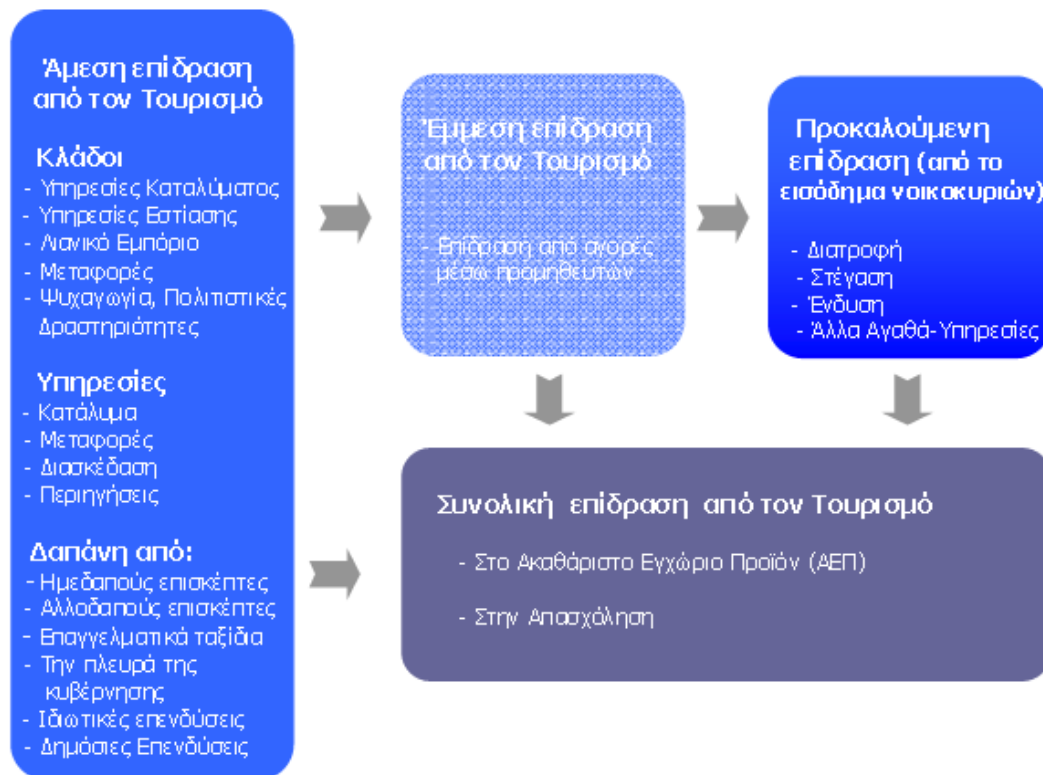 Άμεση επίδραση
από τον Τουρισμό
Κλάδοι
- Υπηρεσίες Καταλύματος
- Υπηρεσίες Εστίασης
- Λιανικό Εμπόριο
- Μεταφορές
- Ψυχαγωγία, Πολιτιστικές
Δραστηριότητες
Υπηρεσίες
- Κατάλυμα
- Μεταφορές
- Διασκέδαση
- Περιηγήσεις
Δαπάνη από:
- Ημεδαπούς επισκέπτες
- Αλλοδαπούς επισκέπτες
- Επαγγελματικά ταξίδια
- Την πλευρά της
κυβέρνησης
- Ιδιωτικές επενδύσεις
- Δημόσιες Επενδύσεις
Έμμεση επίδραση
από τον Τουρισμό
- Επίδραση από αγορές
μέσω προμηθευτών
Προκαλούμενη
επίδραση (από το
εισόδημα νοικοκυριών)
- Διατροφή
- Στέγαση
- Ένδυση
- Άλλα Αγαθά-Υπηρεσίες
Συνολική επίδραση από τον Τουρισμό
- Στο Ακαθάριστο Εγχώριο Προϊόν (ΑΕΠ)
- Στην Απασχόληση